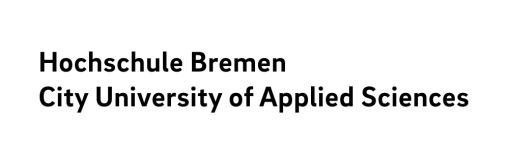 Hochschule Bremen
City University of Applied Sciences